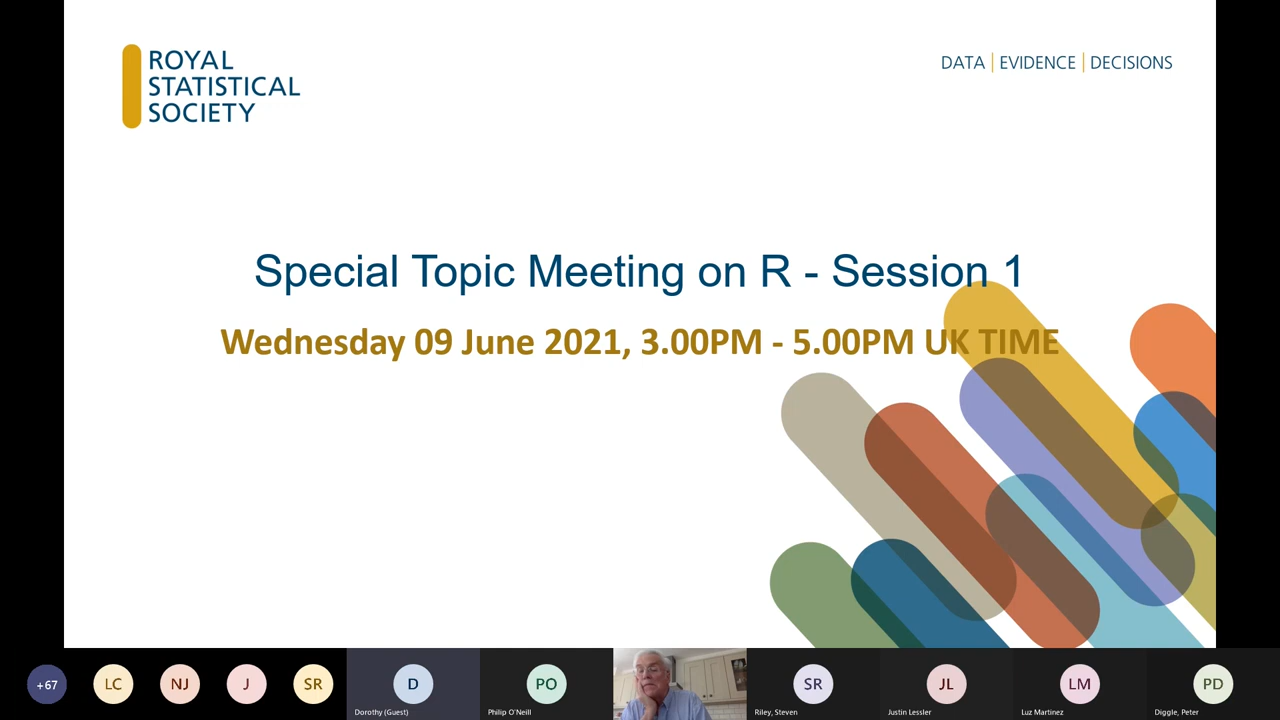 ROYAL
STATISTICAL
SOCIETY
DATA | EVIDENCE | DECISIONS
Special Topic Meeting on R - Session 1
Wednesday 09 June 2021, 3.00PM - 5.00PM UK TIME
+67
LC
NJ
J
SR
D
Dorothy (Guest)
PO
Philip O'Neill
SR
Riley, Steven
JL
Justin Lessler
LM
Luz Martinez
PD
Diggle, Peter